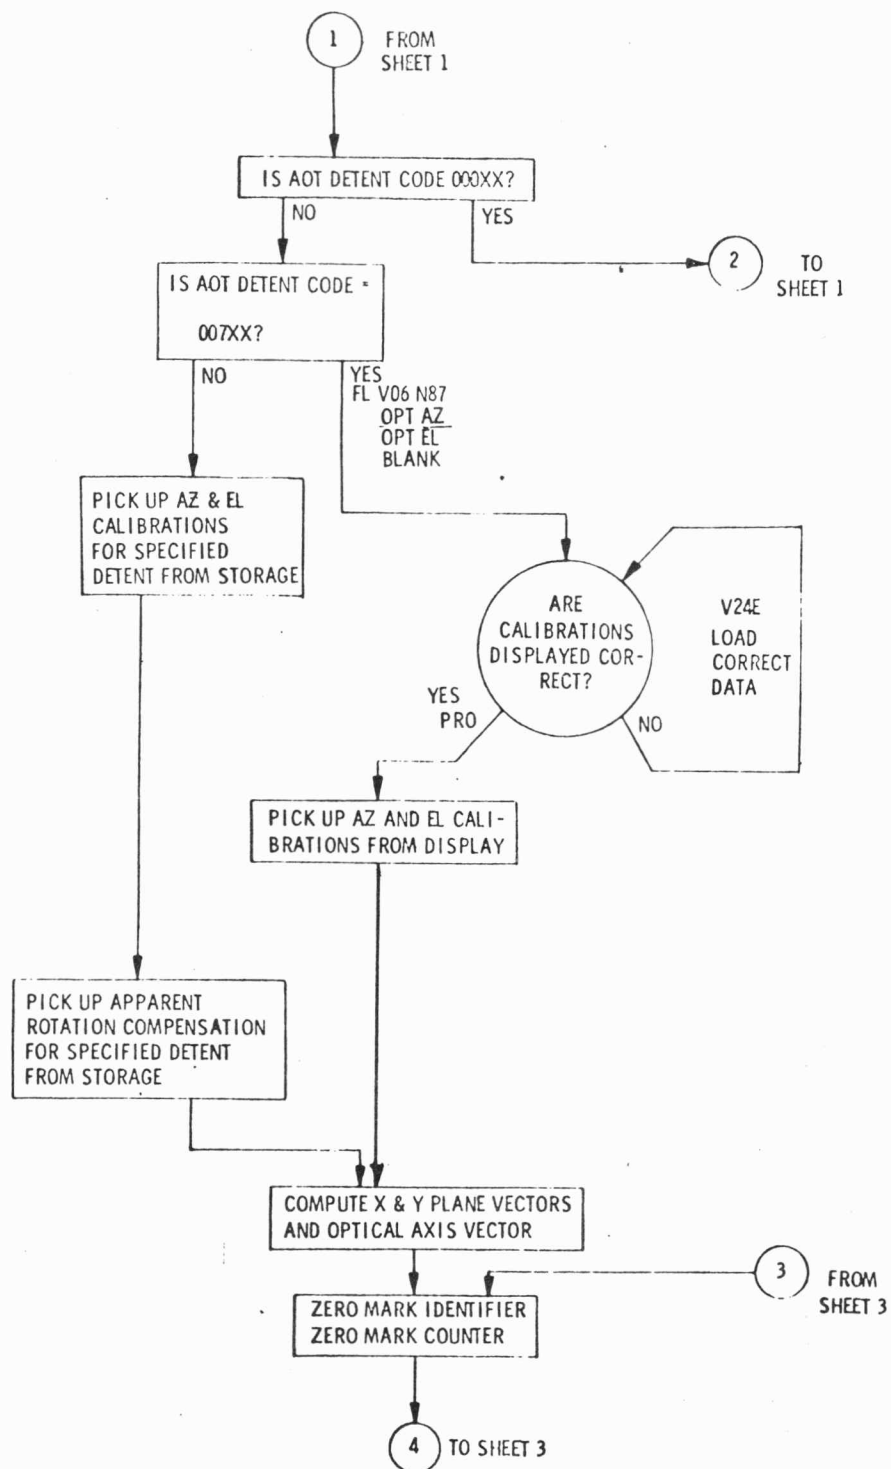 1 FROM
SHEET 1
IS AOT DETENT CODE 000XX?
NO
YES
2 TO
SHEET 1
IS AOT DETENT CODE =
007XX?
NO
YES
FL V06 N87
OPT AZ
OPT EL
BLANK
PICK UP AZ & EL
CALIBRATIONS
FOR SPECIFIED
DETENT FROM STORAGE
ARE
CALIBRATIONS
DISPLAYED COR-
RECT?
V24E
LOAD
CORRECT
DATA
YES
PRO
NO
PICK UP AZ AND EL CALI-
BRATIONS FROM DISPLAY
PICK UP APPARENT
ROTATION COMPENSATION
FOR SPECIFIED DETENT
FROM STORAGE
COMPUTE X & Y PLANE VECTORS
AND OPTICAL AXIS VECTOR
3 FROM
SHEET 3
ZERO MARK IDENTIFIER
ZERO MARK COUNTER
4 TO SHEET 3